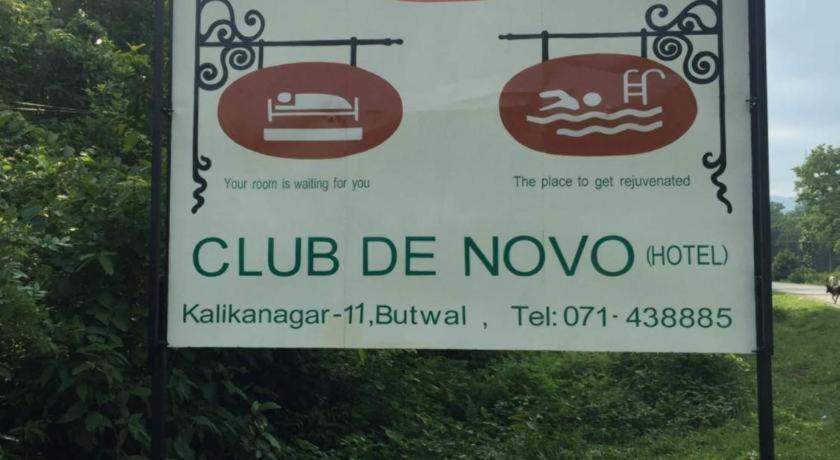 Your room is waiting for you
The place to get rejuvenated
CLUB DE NOVO (HOTEL)
Kalikanagar-11,Butwal , Tel: 071- 438885